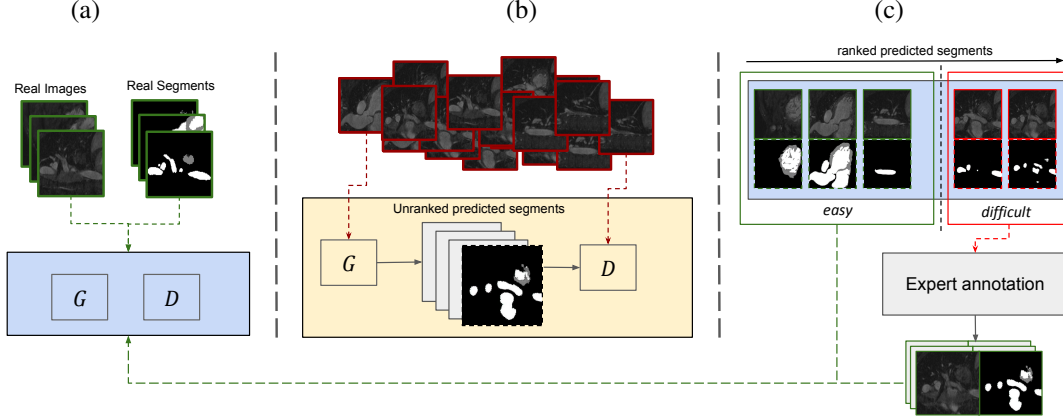 (a)
(b)
(c)
Real Images
Real Segments
G
D
Unranked predicted segments
G
D
ranked predicted segments
easy
difficult
Expert annotation